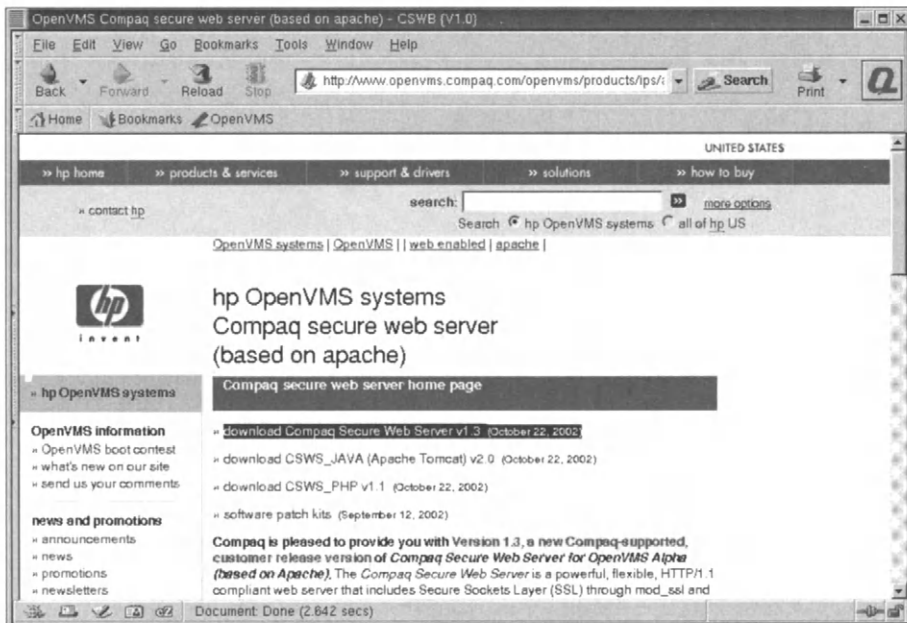 OpenVMS Compaq secure web server (based on apache) - CSWB (V1.0)
File Edit View Go Bookmarks Tools Window Help
Back Forward Reload Stop
http://www.openvms.compaq.com/openvms/products/ips/
Search Print
Home Bookmarks OpenVMS
UNITED STATES
» hp home » products & services » support & drivers » solutions » how to buy
» contact hp
search: » more options
Search hp OpenVMS systems all of hp US
OpenVMS systems | OpenVMS | | web enabled | apache |
hp
invent
hp OpenVMS systems
Compaq secure web server
(based on apache)
Compaq secure web server home page
» hp OpenVMS systems
OpenVMS information
» OpenVMS boot contest
» what's new on our site
» send us your comments
news and promotions
» announcements
» news
» promotions
» newsletters
» download Compaq Secure Web Server v1.3 (October 22, 2002)
» download CSWS_JAVA (Apache Tomcat) v2.0 (October 22, 2002)
» download CSWS_PHP v1.1 (October 22, 2002)
» software patch kits (September 12, 2002)
Compaq is pleased to provide you with Version 1.3, a new Compaq-supported,
customer release version of Compaq Secure Web Server for OpenVMS Alpha
(based on Apache). The Compaq Secure Web Server is a powerful, flexible, HTTP/1.1
compliant web server that includes Secure Sockets Layer (SSL) through mod_ssl and
Document: Done (2.642 secs)